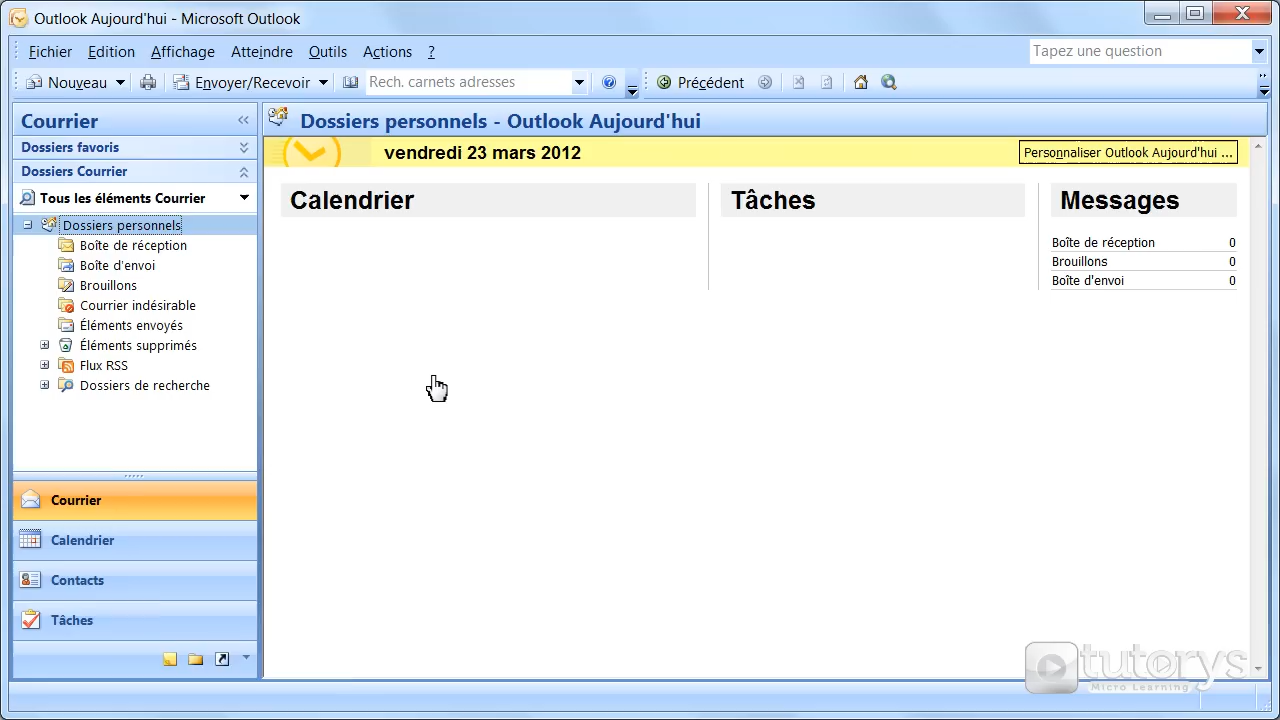 Outlook Aujourd'hui - Microsoft Outlook
Fichier Edition Affichage Atteindre Outils Actions ? Tapez une question
Nouveau Envoyer/Recevoir Rech. carnets adresses Précédent
Courrier
Dossiers favoris
Dossiers Courrier
Tous les éléments Courrier
Dossiers personnels
Boîte de réception
Boîte d'envoi
Brouillons
Courrier indésirable
Éléments envoyés
Éléments supprimés
Flux RSS
Dossiers de recherche
Courrier
Calendrier
Contacts
Tâches
Dossiers personnels - Outlook Aujourd'hui
vendredi 23 mars 2012 Personnaliser Outlook Aujourd'hui ...
Calendrier Tâches Messages
Boîte de réception 0
Brouillons 0
Boîte d'envoi 0
tutorys
Micro Learning